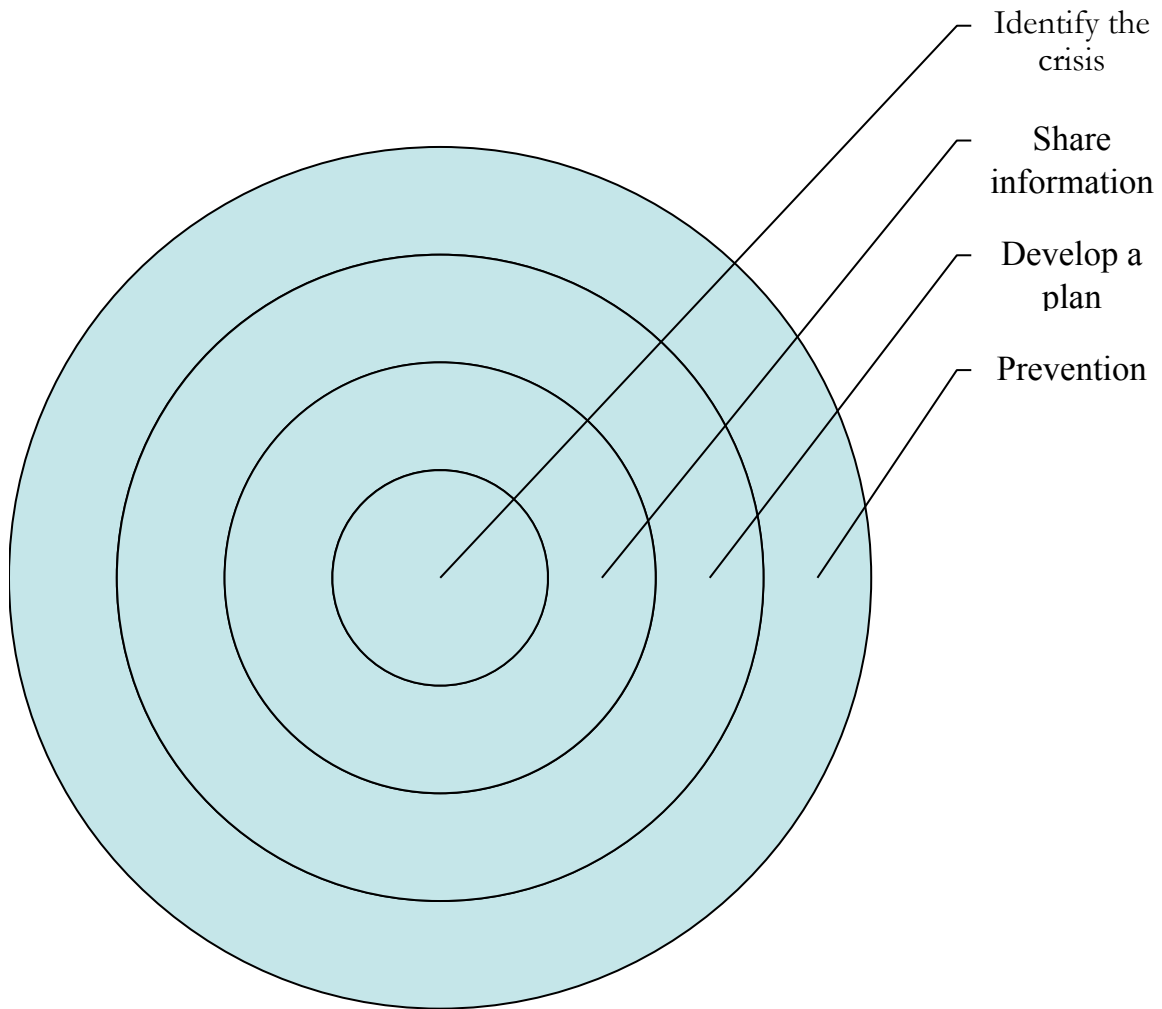 Identify the
crisis
Share
information
Develop a
plan
Prevention